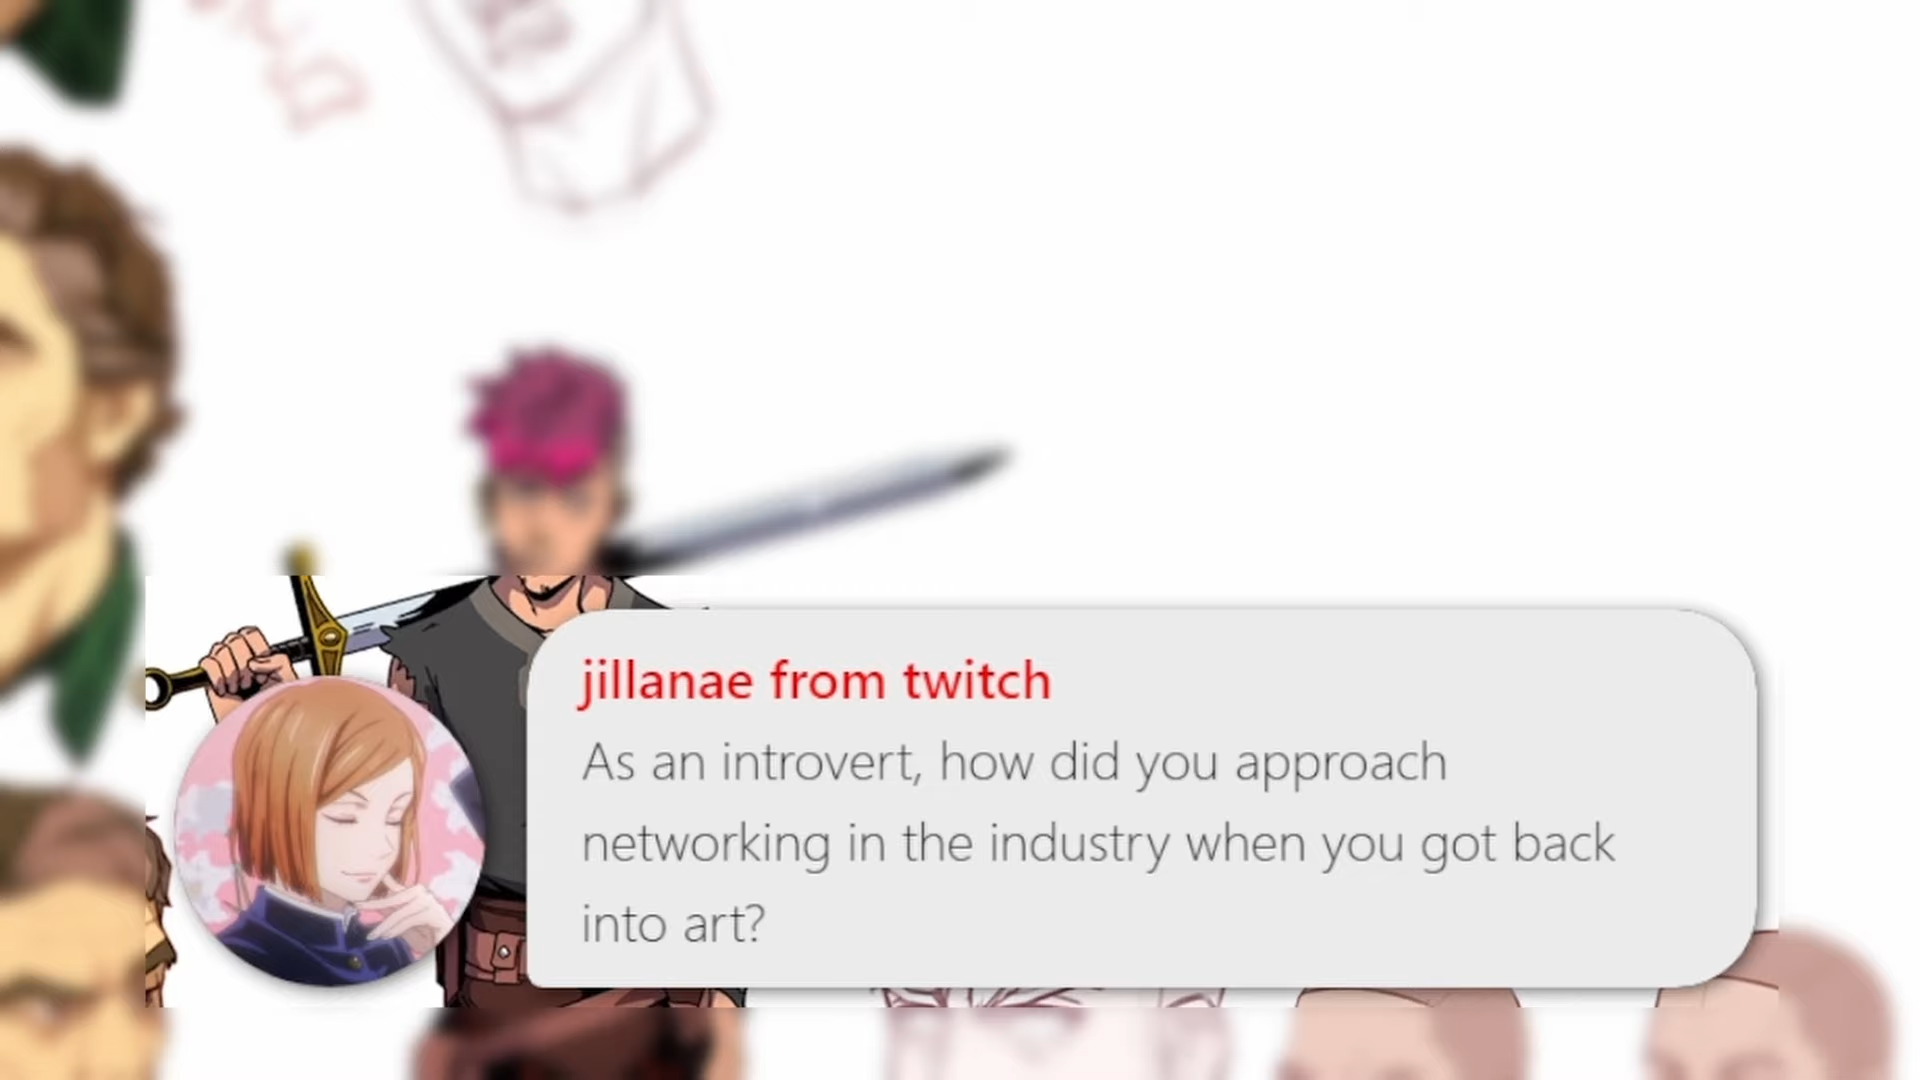 jillanae from twitch
As an introvert, how did you approach
networking in the industry when you got back
into art?